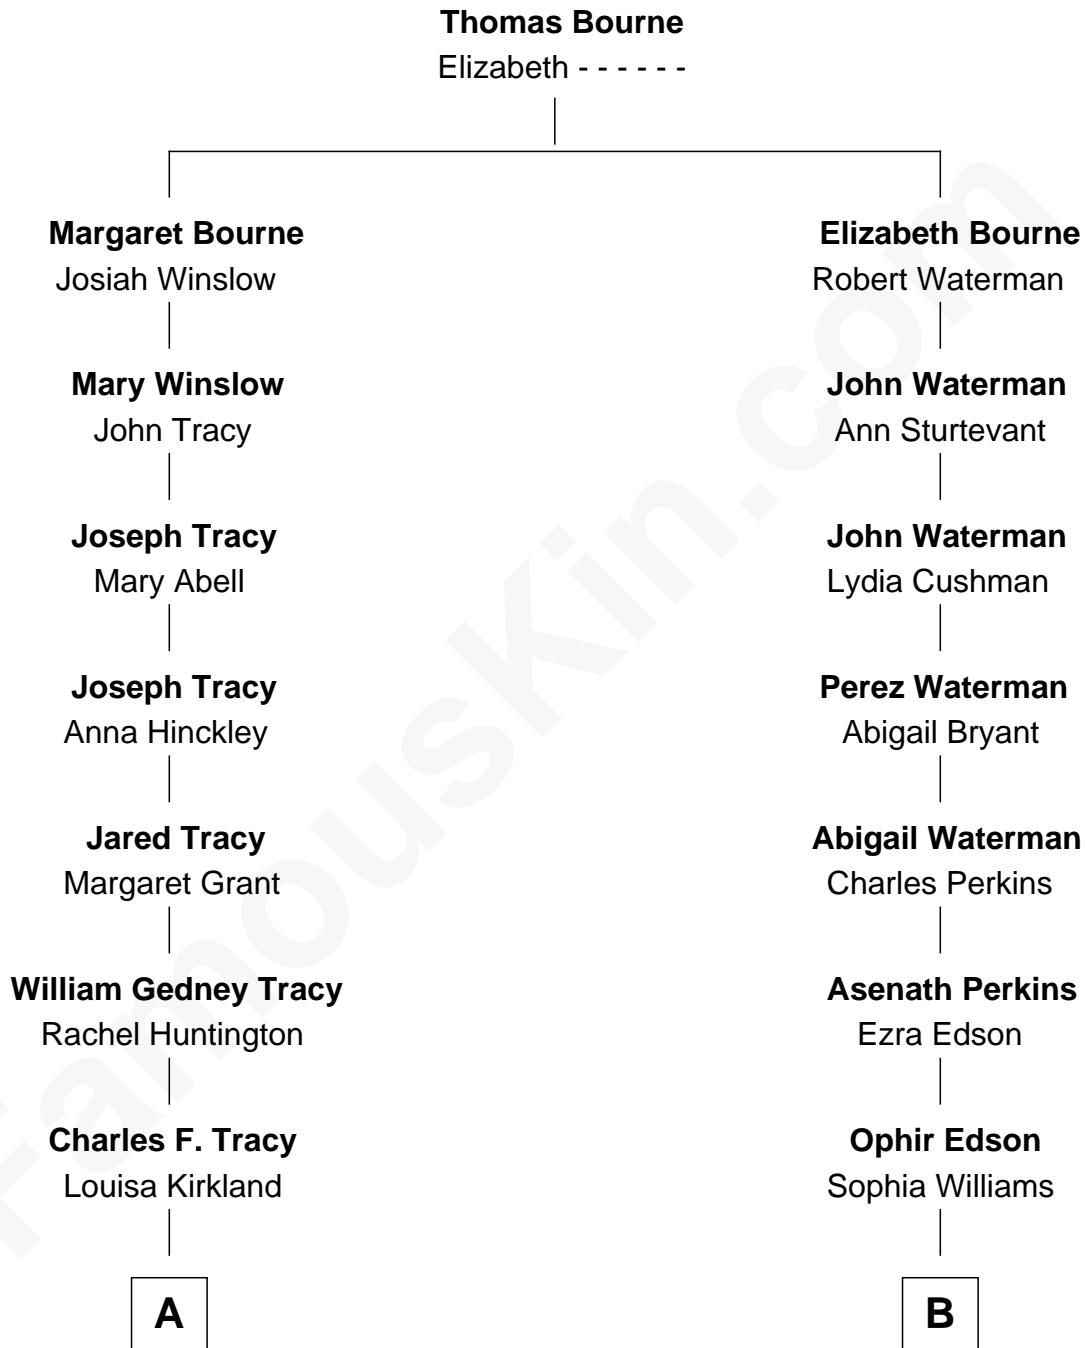 Thomas Bourne
Elizabeth - - - - - -
Margaret Bourne
Josiah Winslow
Elizabeth Bourne
Robert Waterman
Mary Winslow
John Tracy
John Waterman
Ann Sturtevant
Joseph Tracy
Mary Abell
John Waterman
Lydia Cushman
Joseph Tracy
Anna Hinckley
Perez Waterman
Abigail Bryant
Jared Tracy
Margaret Grant
Abigail Waterman
Charles Perkins
William Gedney Tracy
Rachel Huntington
Asenath Perkins
Ezra Edson
Charles F. Tracy
Louisa Kirkland
Ophir Edson
Sophia Williams
A
B
FamousKin.com